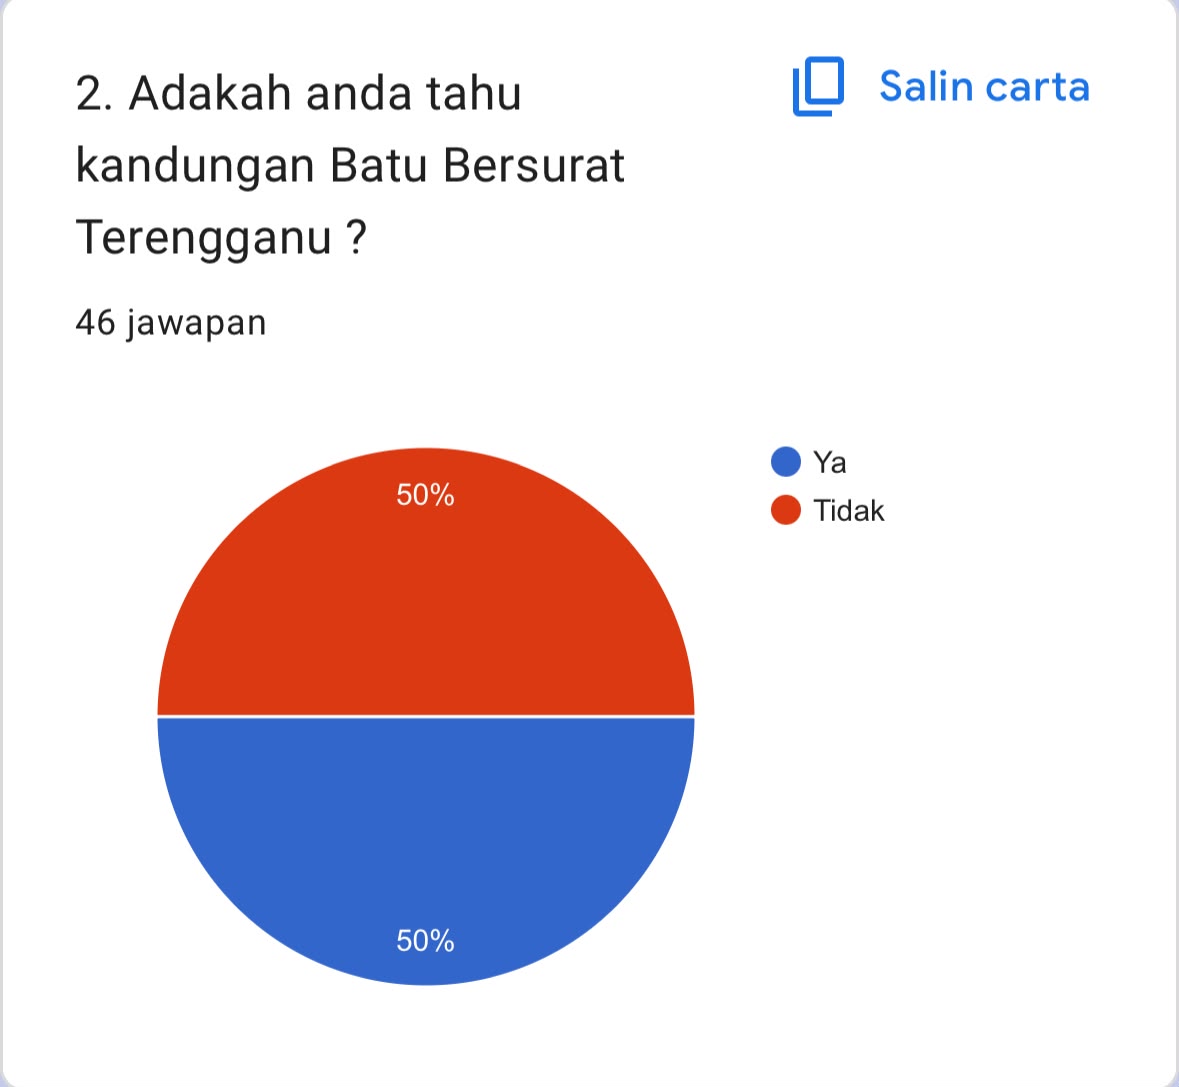 2. Adakah anda tahu
kandungan Batu Bersurat
Terengganu ?
Salin carta
46 jawapan
Ya
Tidak
50%
50%